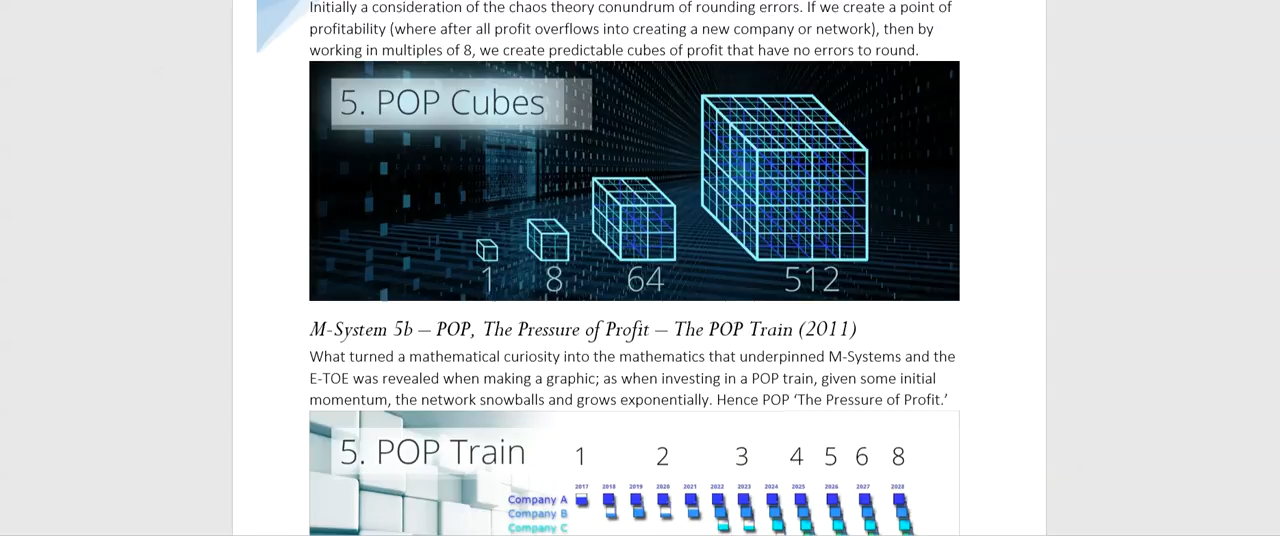 Initially a consideration of the chaos theory conundrum of rounding errors. If we create a point of
profitability (where after all profit overflows into creating a new company or network), then by
working in multiples of 8, we create predictable cubes of profit that have no errors to round.
5. POP Cubes
1 8 64 512
M-System 5b – POP, The Pressure of Profit – The POP Train (2011)
What turned a mathematical curiosity into the mathematics that underpinned M-Systems and the
E-TOE was revealed when making a graphic; as when investing in a POP train, given some initial
momentum, the network snowballs and grows exponentially. Hence POP ‘The Pressure of Profit.’
5. POP Train
1 2 3 4 5 6 8
2017 2018 2019 2020 2021 2022 2023 2024 2025 2026 2027 2028
Company A
Company B
Company C